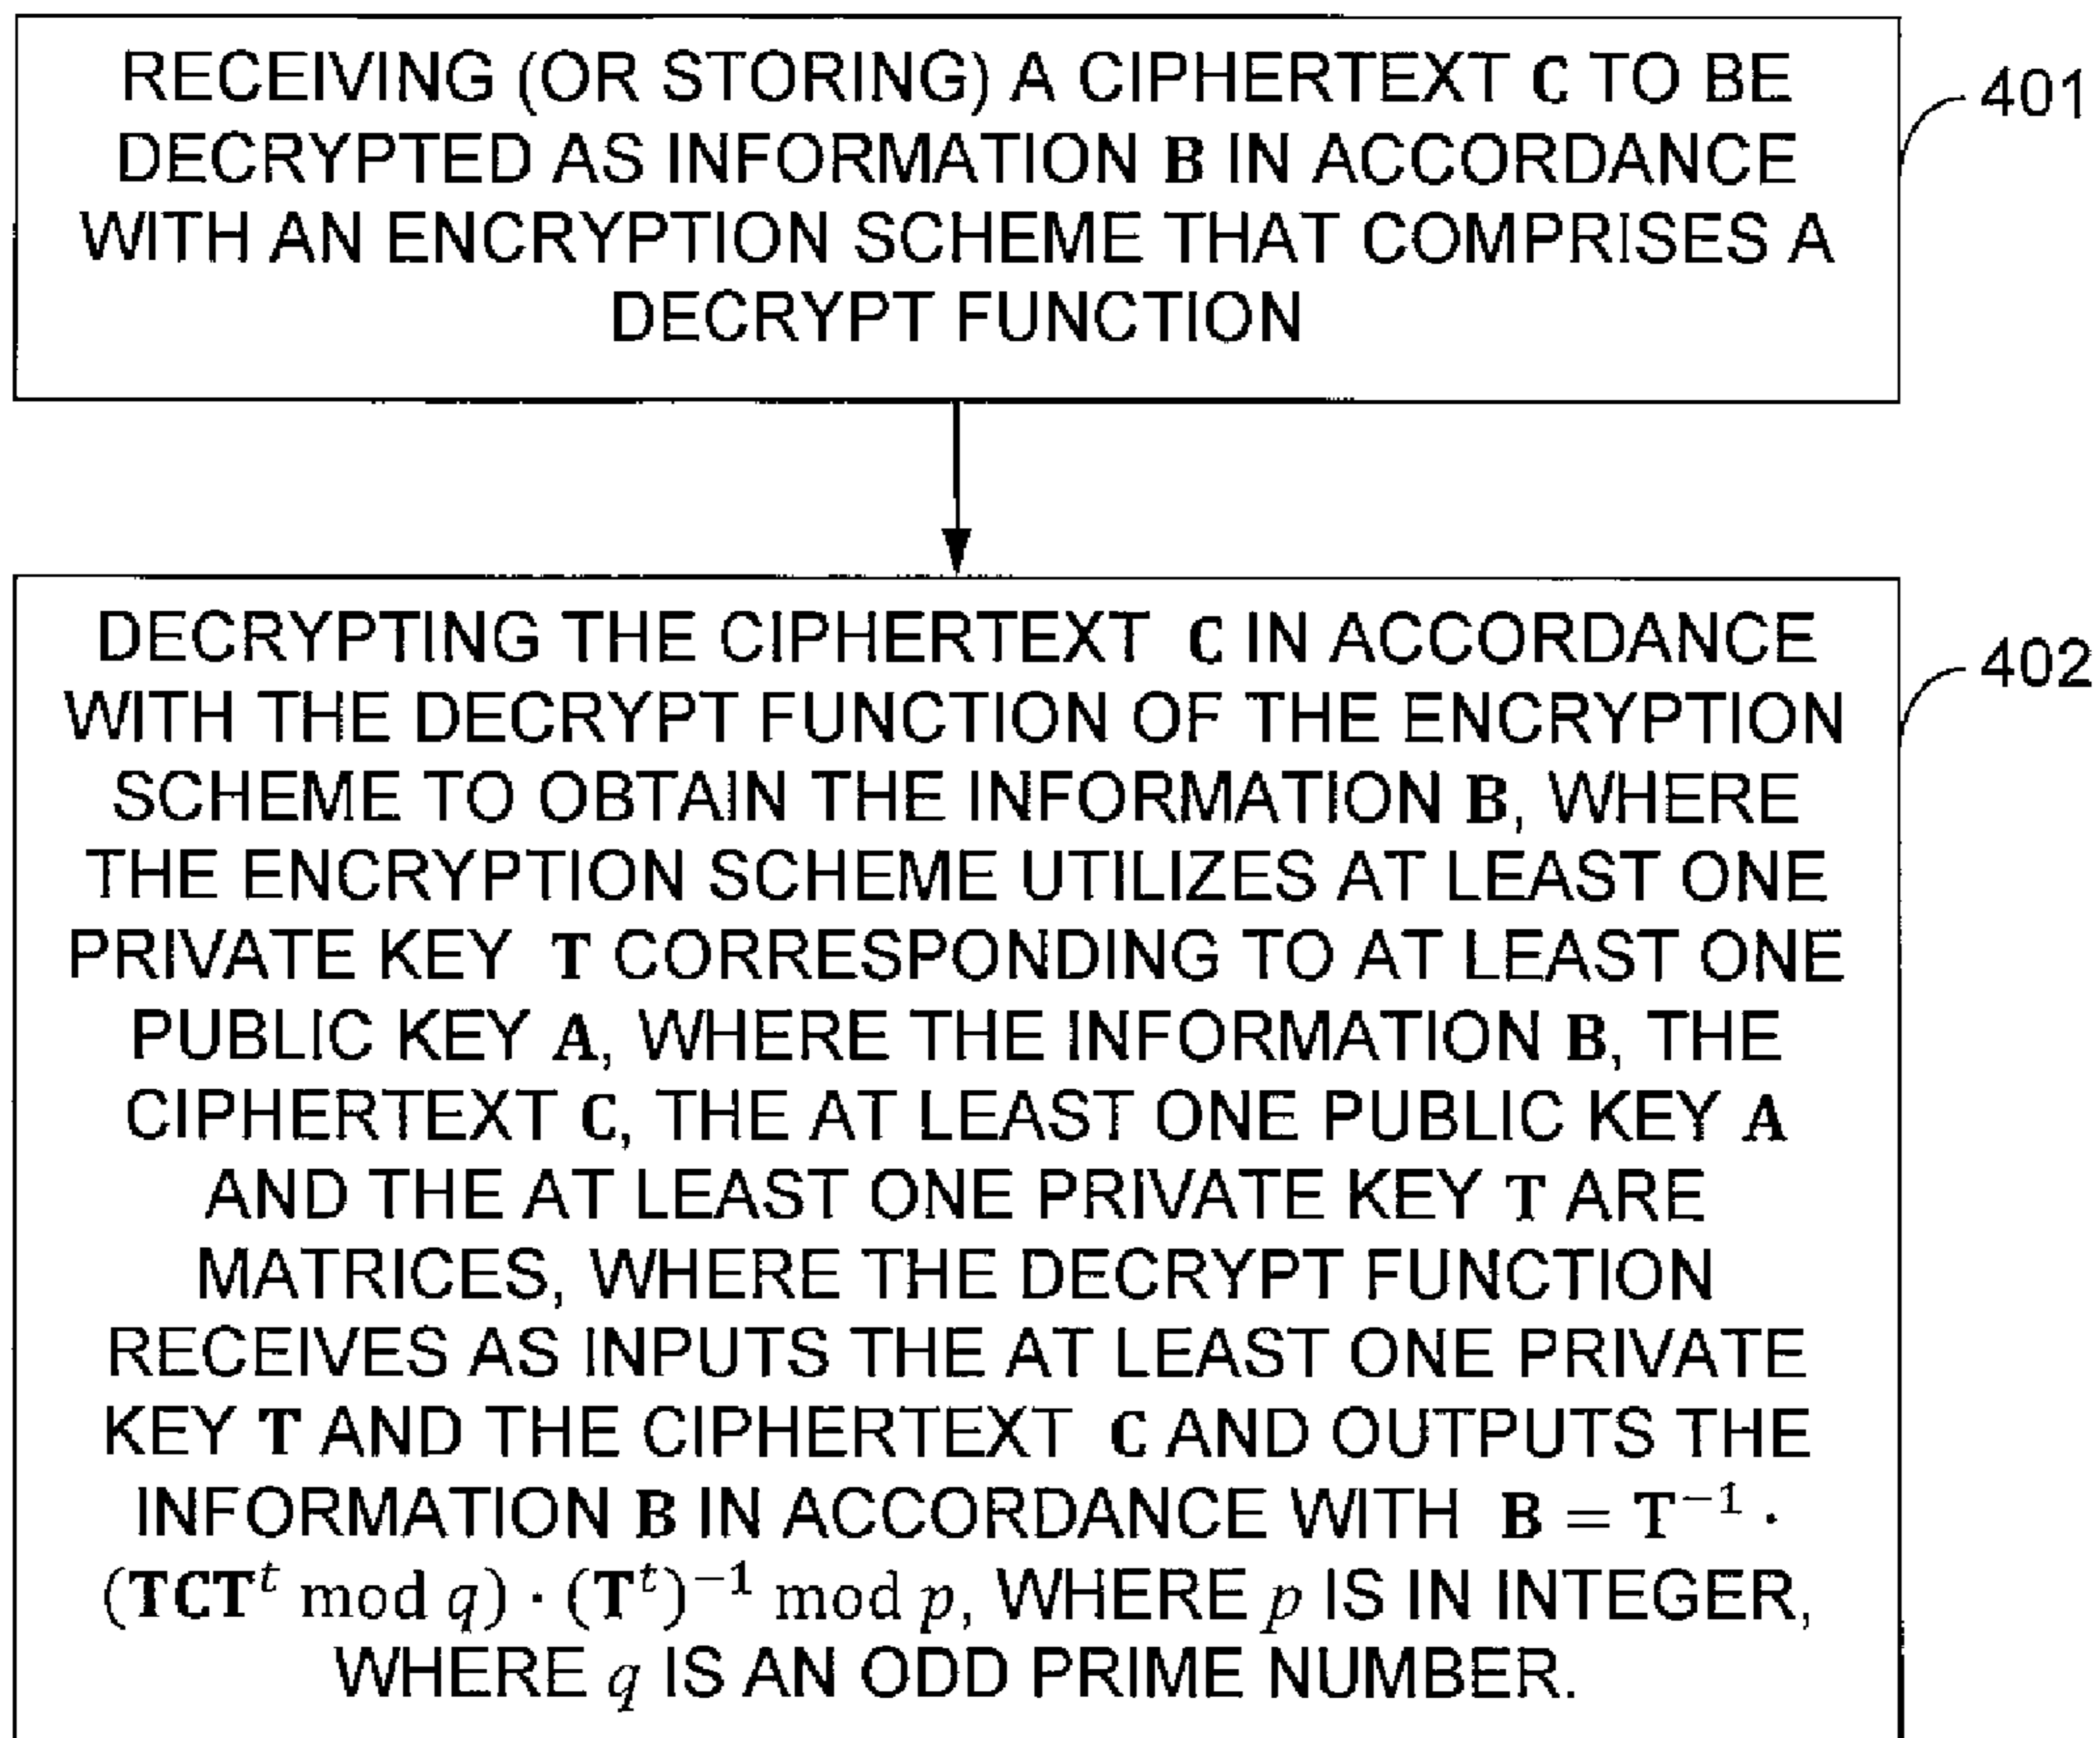 RECEIVING (OR STORING) A CIPHERTEXT C TO BE
DECRYPTED AS INFORMATION B IN ACCORDANCE
WITH AN ENCRYPTION SCHEME THAT COMPRISES A
DECRYPT FUNCTION
401
DECRYPTING THE CIPHERTEXT C IN ACCORDANCE
WITH THE DECRYPT FUNCTION OF THE ENCRYPTION
SCHEME TO OBTAIN THE INFORMATION B, WHERE
THE ENCRYPTION SCHEME UTILIZES AT LEAST ONE
PRIVATE KEY T CORRESPONDING TO AT LEAST ONE
PUBLIC KEY A, WHERE THE INFORMATION B, THE
CIPHERTEXT C, THE AT LEAST ONE PUBLIC KEY A
AND THE AT LEAST ONE PRIVATE KEY T ARE
MATRICES, WHERE THE DECRYPT FUNCTION
RECEIVES AS INPUTS THE AT LEAST ONE PRIVATE
KEY T AND THE CIPHERTEXT C AND OUTPUTS THE
INFORMATION B IN ACCORDANCE WITH B = T⁻¹ ·
(TCTᵗ mod q) · (Tᵗ)⁻¹ mod p, WHERE p IS IN INTEGER,
WHERE q IS AN ODD PRIME NUMBER.
402